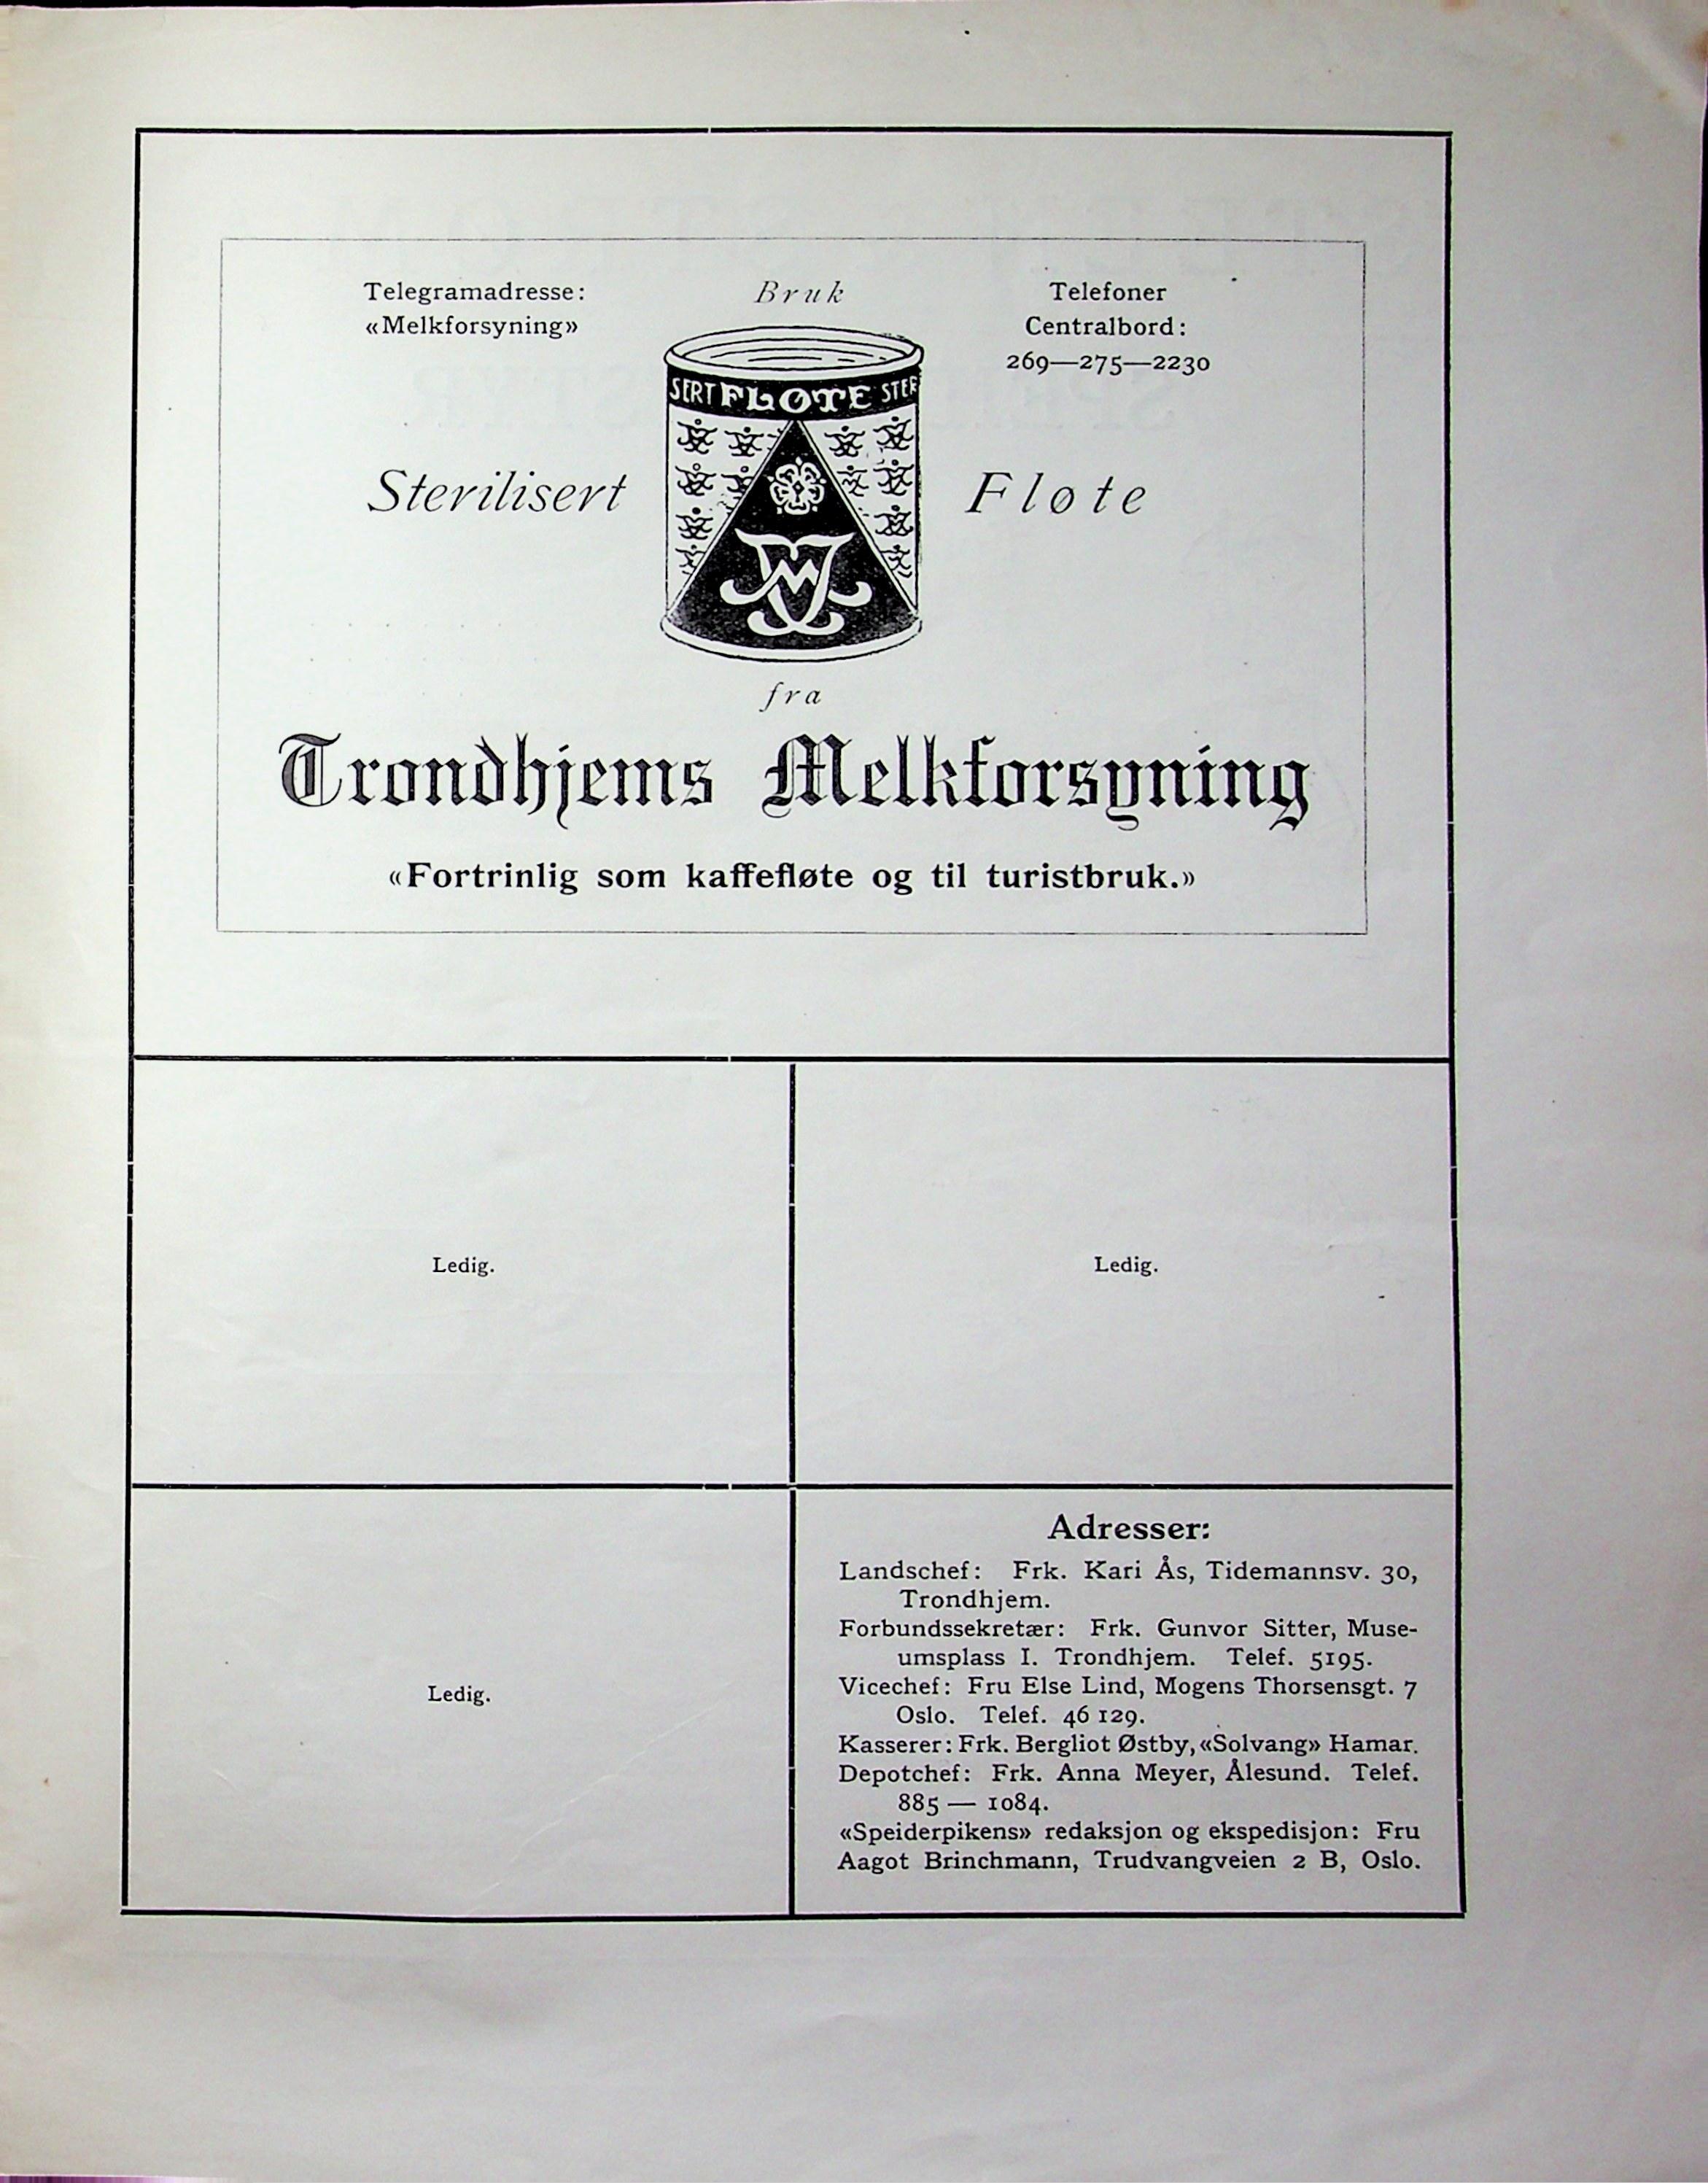 Telegramadresse:
«Melkforsyning»
Bruk
Telefoner
Centralbord:
269—275—2230
SERT FLØTE STER
Sterilisert
Fløte
fra
Trondhjems Melkforsyning
«Fortrinlig som kaffefløte og til turistbruk.»
Ledig.
Ledig.
Ledig.
Adresser:
Landschef: Frk. Kari Ås, Tidemannsv. 30,
Trondhjem.
Forbundssekretær: Frk. Gunvor Sitter, Muse-
umsplass I. Trondhjem. Telef. 5195.
Vicechef: Fru Else Lind, Mogens Thorsensgt. 7
Oslo. Telef. 46 129.
Kasserer: Frk. Bergliot Østby, «Solvang» Hamar.
Depotchef: Frk. Anna Meyer, Ålesund. Telef.
885 — 1084.
«Speiderpikens» redaksjon og ekspedisjon: Fru
Aagot Brinchmann, Trudvangveien 2 B, Oslo.